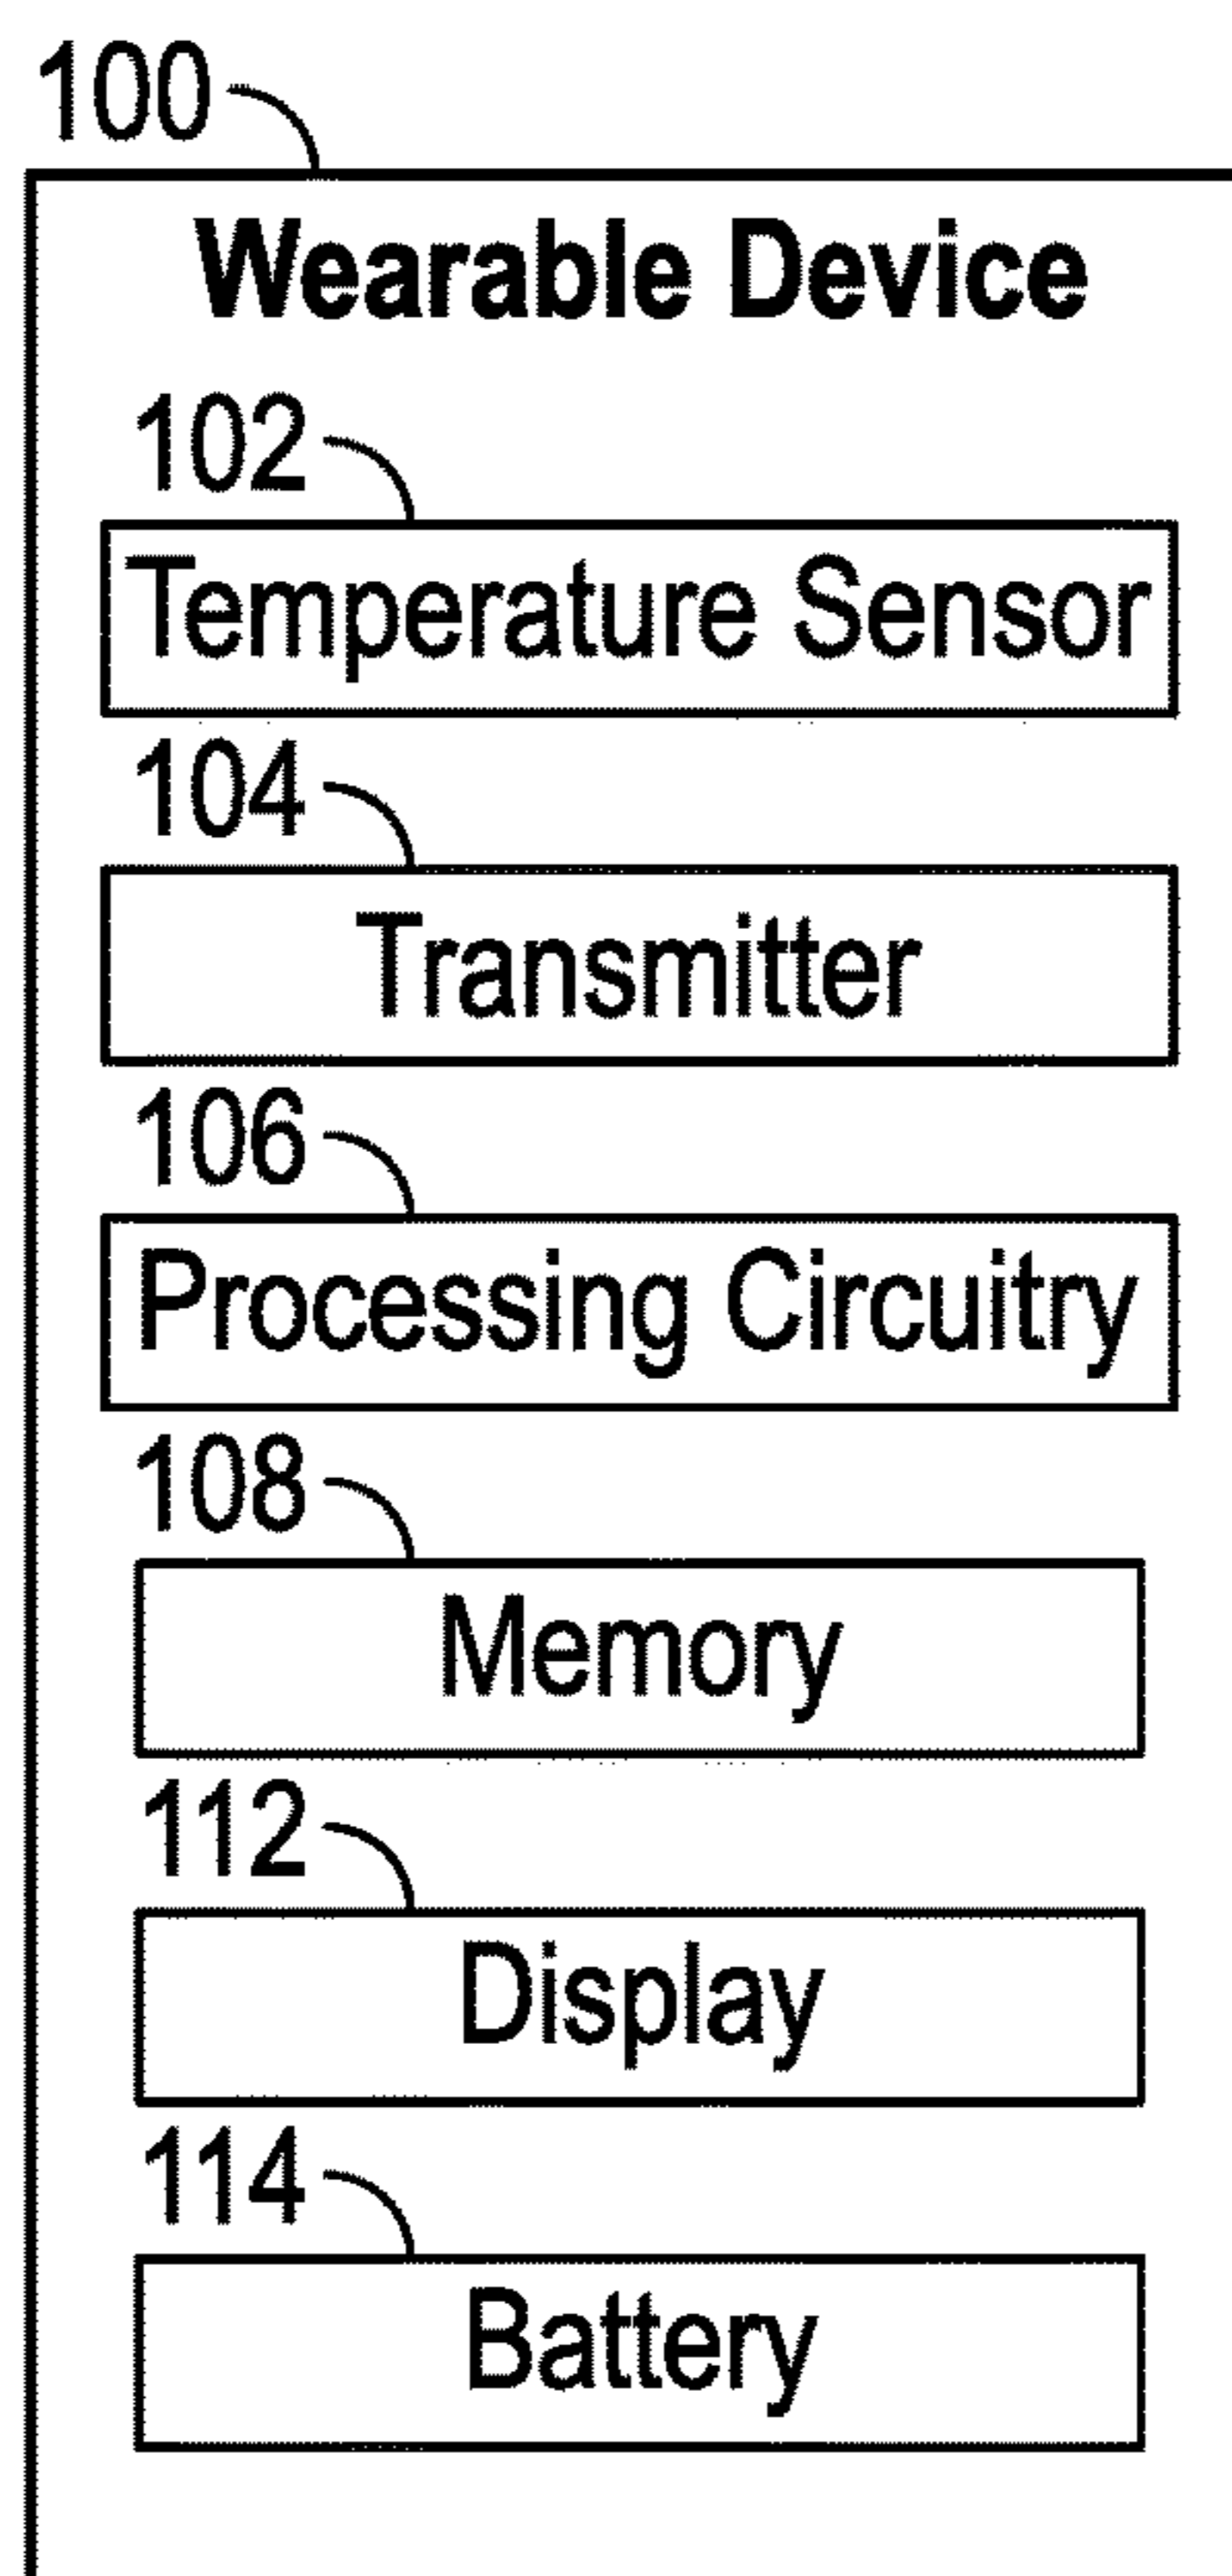 100
Wearable Device
102
Temperature Sensor
104
Transmitter
106
Processing Circuitry
108
Memory
112
Display
114
Battery